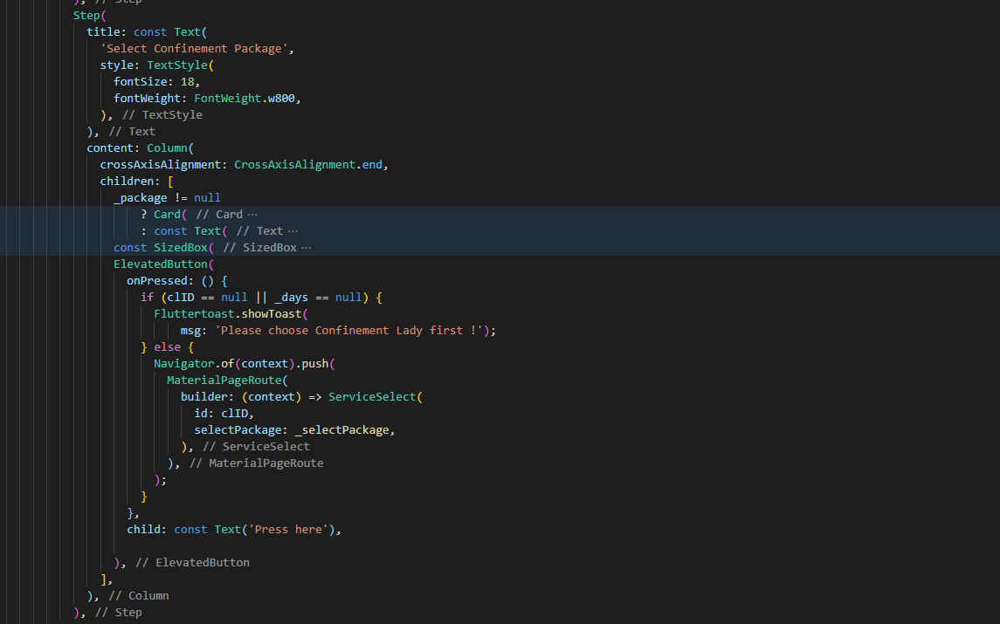 ), // Step
Step(
title: const Text(
'Select Confinement Package',
style: TextStyle(
fontSize: 18,
fontWeight: FontWeight.w800,
), // TextStyle
), // Text
content: Column(
crossAxisAlignment: CrossAxisAlignment.end,
children: [
_package != null
? Card( // Card ···
: const Text( // Text ···
const SizedBox( // SizedBox ···
ElevatedButton(
onPressed: () {
if (clID == null || _days == null) {
Fluttertoast.showToast(
msg: 'Please choose Confinement Lady first !');
} else {
Navigator.of(context).push(
MaterialPageRoute(
builder: (context) => ServiceSelect(
id: clID,
selectPackage: _selectPackage,
), // ServiceSelect
), // MaterialPageRoute
);
}
},
child: const Text('Press here'),
), // ElevatedButton
],
), // Column
), // Step